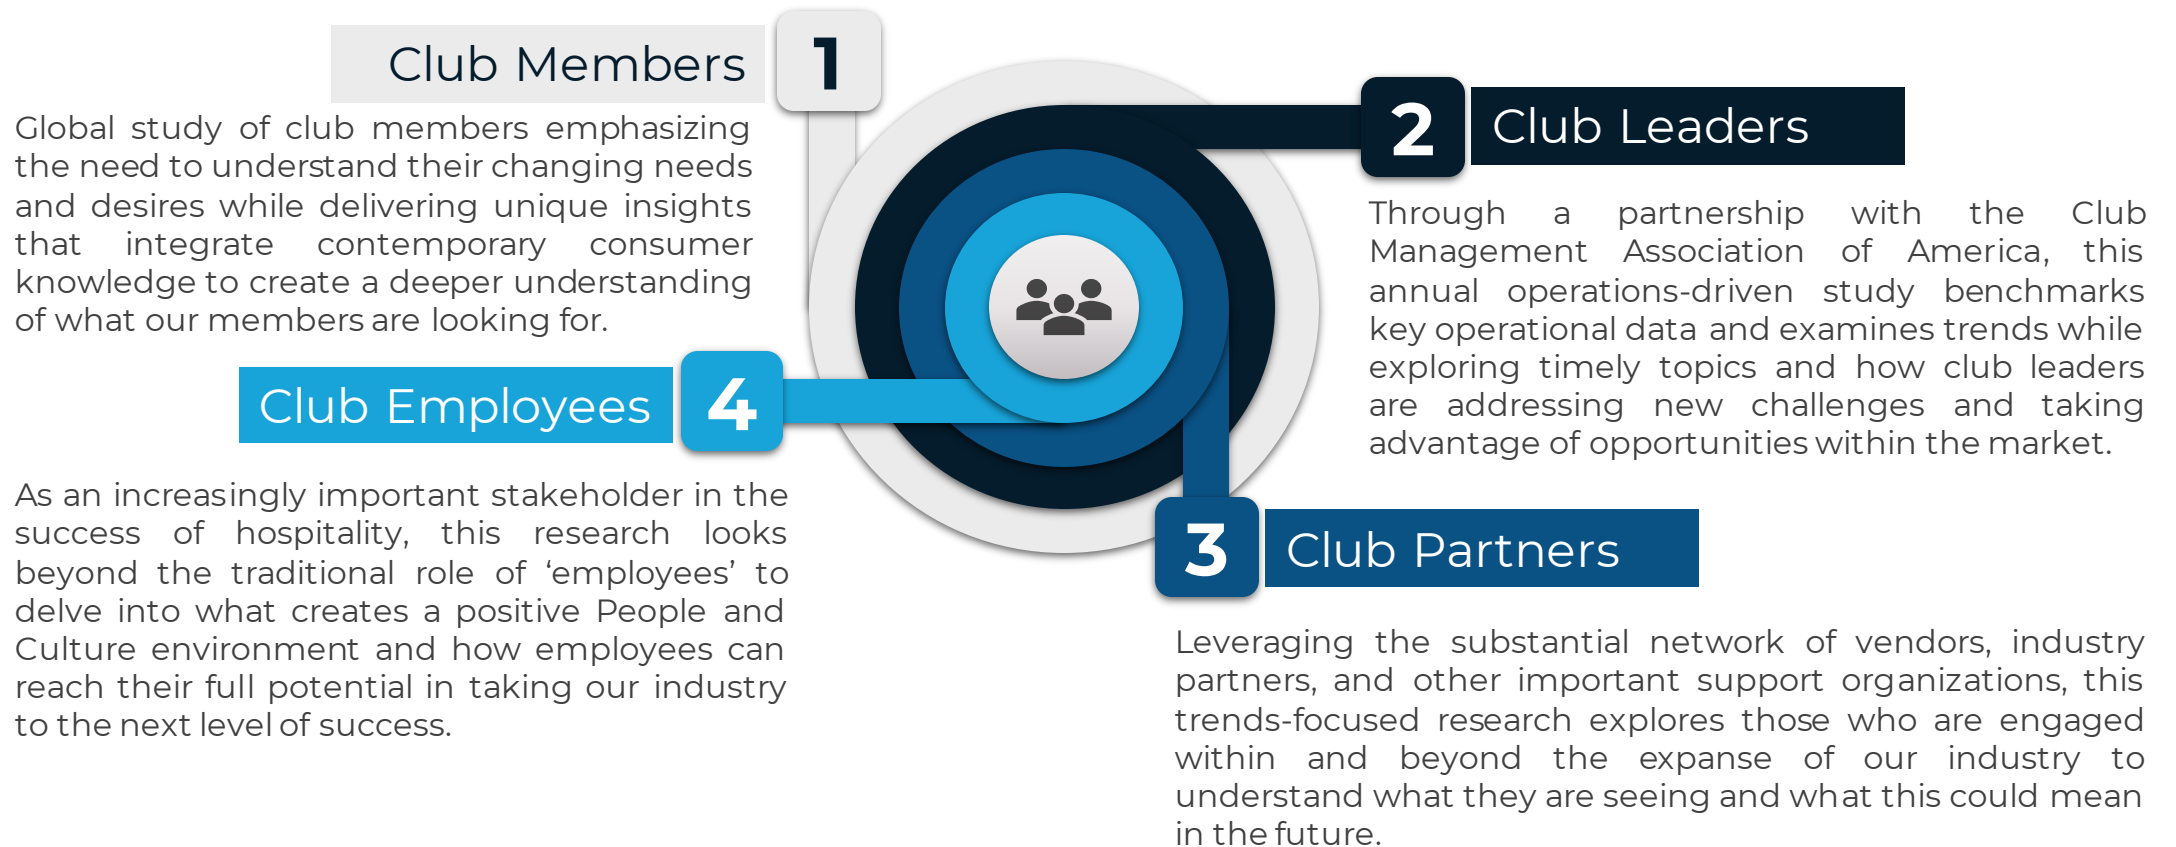 1
Club Members
Global study of club members emphasizing
the need to understand their changing needs
and desires while delivering unique insights
that integrate contemporary consumer
knowledge to create a deeper understanding
of what our members are looking for.
2
Club Leaders
Through a partnership with the Club
Management Association of America, this
annual operations-driven study benchmarks
key operational data and examines trends while
exploring timely topics and how club leaders
are addressing new challenges and taking
advantage of opportunities within the market.
3
Club Partners
Leveraging the substantial network of vendors, industry
partners, and other important support organizations, this
trends-focused research explores those who are engaged
within and beyond the expanse of our industry to
understand what they are seeing and what this could mean
in the future.
4
Club Employees
As an increasingly important stakeholder in the
success of hospitality, this research looks
beyond the traditional role of ‘employees’ to
delve into what creates a positive People and
Culture environment and how employees can
reach their full potential in taking our industry
to the next level of success.